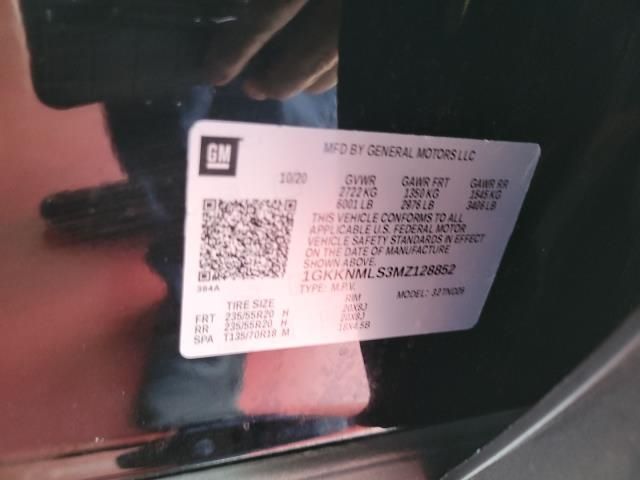 GM
MFD BY GENERAL MOTORS LLC
10/20 GVWR GAWR FRT GAWR RR
2722 KG 1350 KG 1545 KG
6001 LB 2976 LB 3406 LB
THIS VEHICLE CONFORMS TO ALL
APPLICABLE U.S. FEDERAL MOTOR
VEHICLE SAFETY STANDARDS IN EFFECT
ON THE DATE OF MANUFACTURE
SHOWN ABOVE.
1GKKNMLS3MZ128852
384A
TYPE: M.P.V. MODEL:
TIRE SIZE RIM
FRT 235/55R20 H 20X8J
RR 235/55R20 H 20X8J
SPA T135/70R18 M 18X4.5B